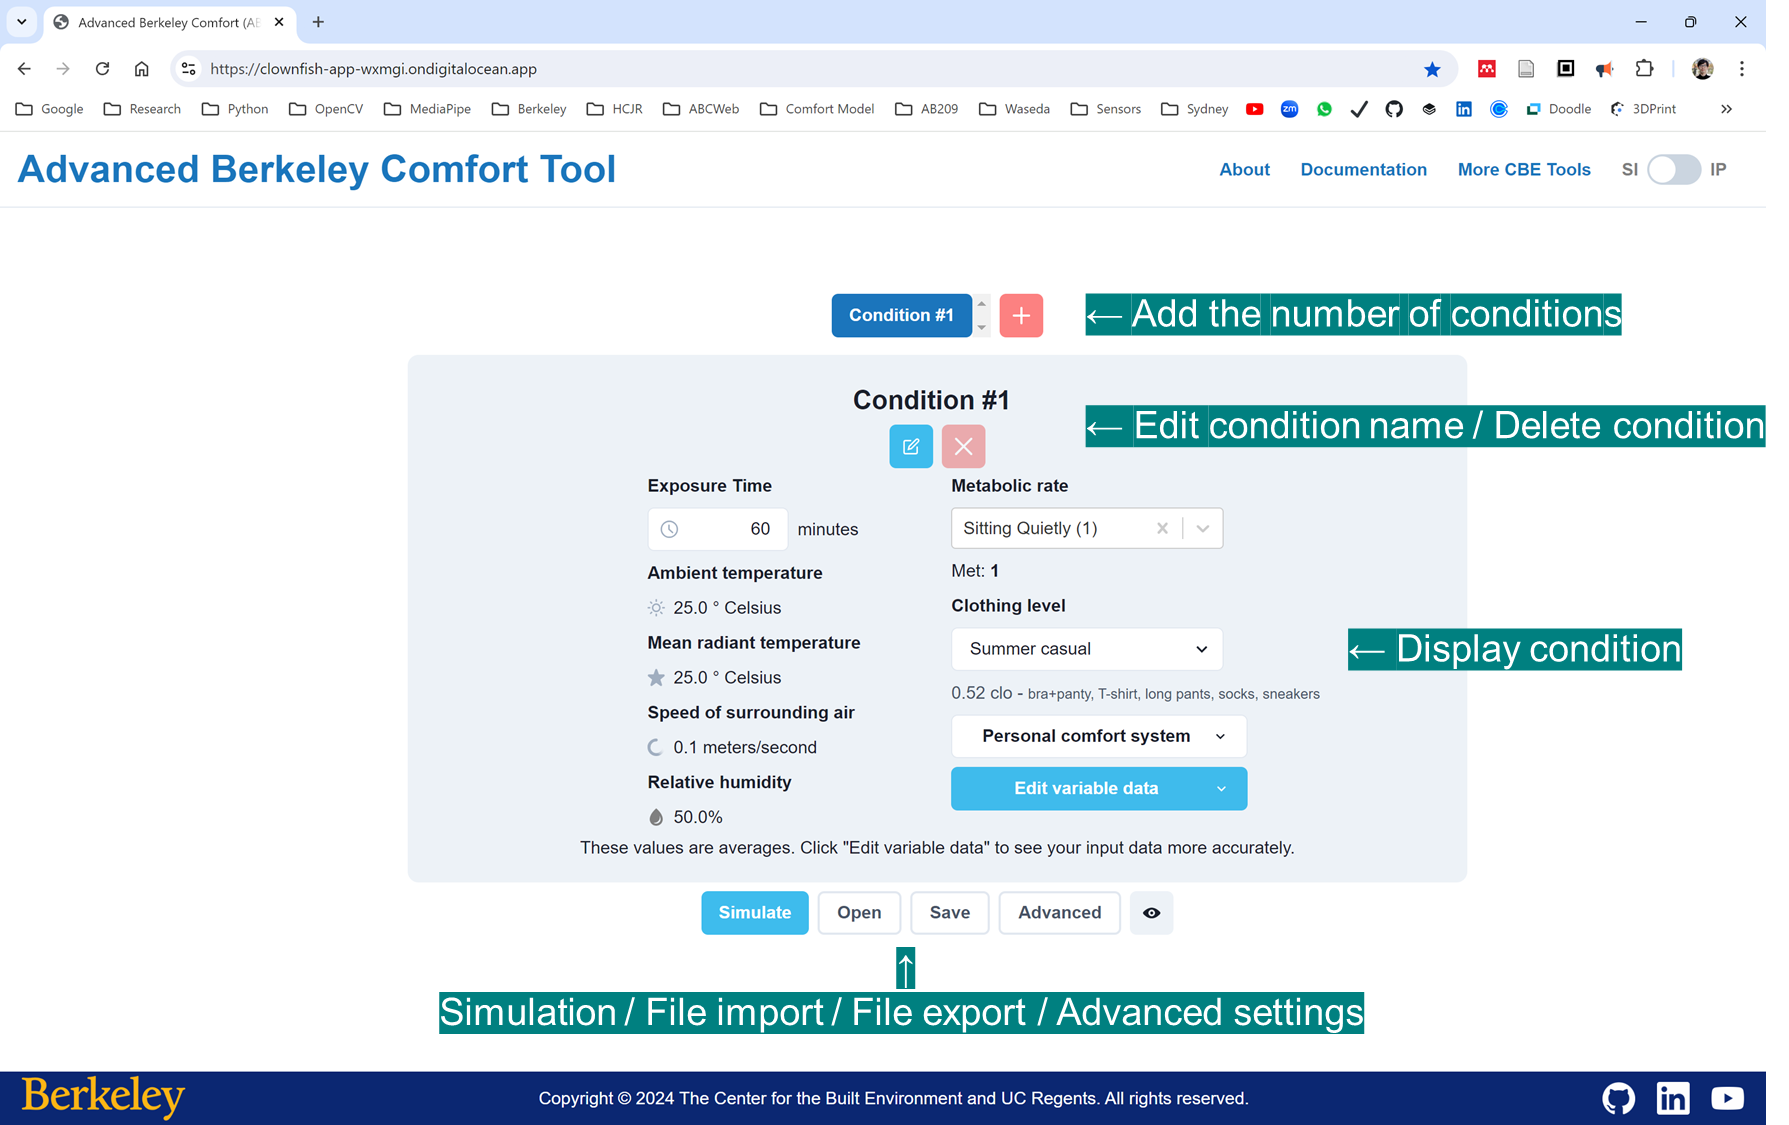 Advanced Berkeley Comfort (AB
https://clownfish-app-wxmgi.ondigitalocean.app
Google Research Python OpenCV MediaPipe Berkeley HCJR ABCWeb Comfort Model AB209 Waseda Sensors Sydney zm in Doodle 3DPrint »
Advanced Berkeley Comfort Tool
About Documentation More CBE Tools SI IP
Condition #1 +
← Add the number of conditions
Condition #1
← Edit condition name / Delete condition
Exposure Time
60 minutes
Ambient temperature
25.0 ° Celsius
Mean radiant temperature
25.0 ° Celsius
Speed of surrounding air
0.1 meters/second
Relative humidity
50.0%
Metabolic rate
Sitting Quietly (1)
Met: 1
Clothing level
Summer casual
← Display condition
0.52 clo - bra+panty, T-shirt, long pants, socks, sneakers
Personal comfort system
Edit variable data
These values are averages. Click "Edit variable data" to see your input data more accurately.
Simulate Open Save Advanced
↑
Simulation / File import / File export / Advanced settings
Berkeley
Copyright © 2024 The Center for the Built Environment and UC Regents. All rights reserved.
in